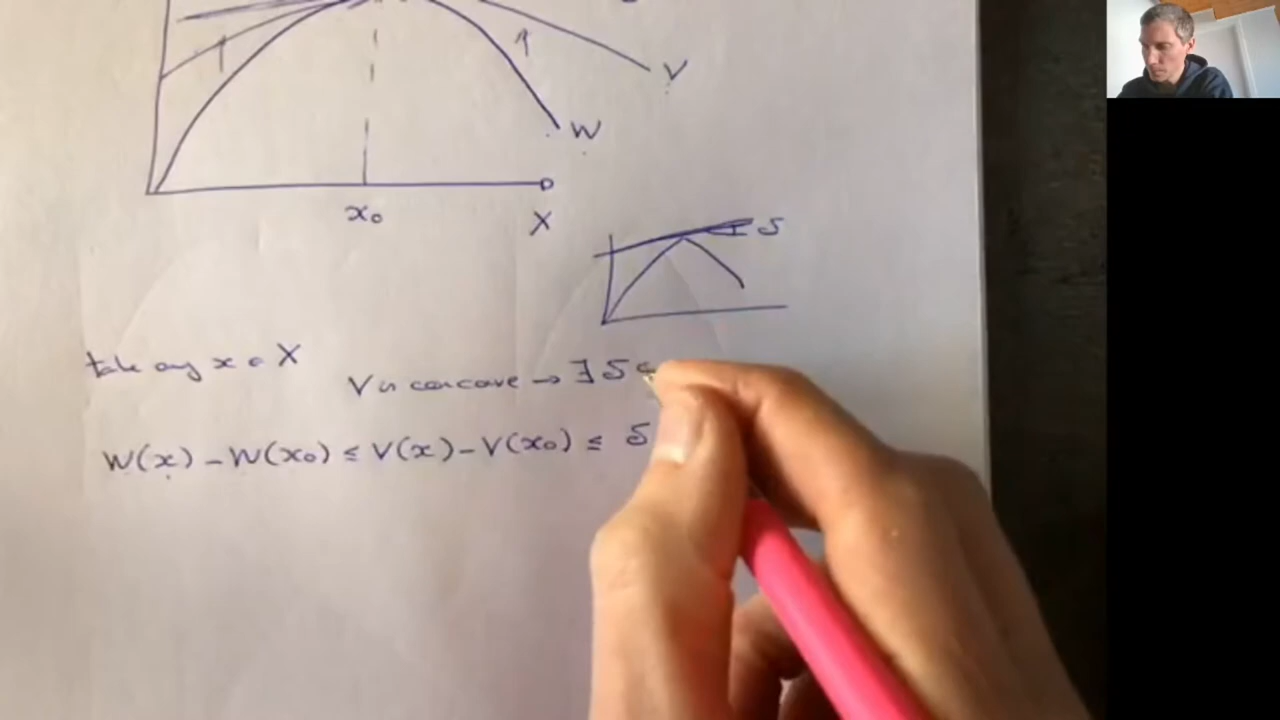 V
W
x₀
X
S
take any x ∈ X
V is concave → ∃ S
W(x) - W(x₀) ≤ V(x) - V(x₀) ≤ S